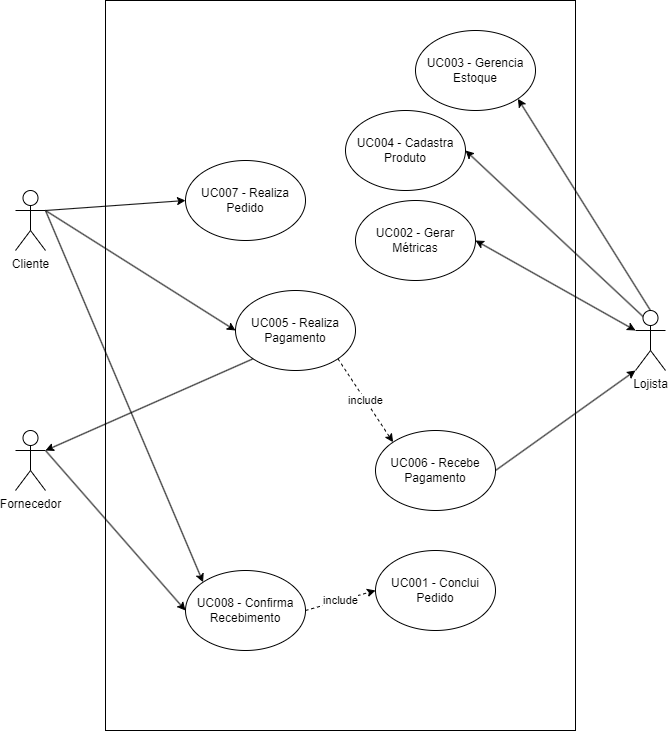 UC003 - Gerencia
Estoque
UC004 - Cadastra
Produto
UC007 - Realiza
Pedido
UC002 - Gerar
Métricas
Cliente
UC005 - Realiza
Pagamento
Lojista
include
UC006 - Recebe
Pagamento
Fornecedor
UC008 - Confirma
Recebimento
include
UC001 - Conclui
Pedido